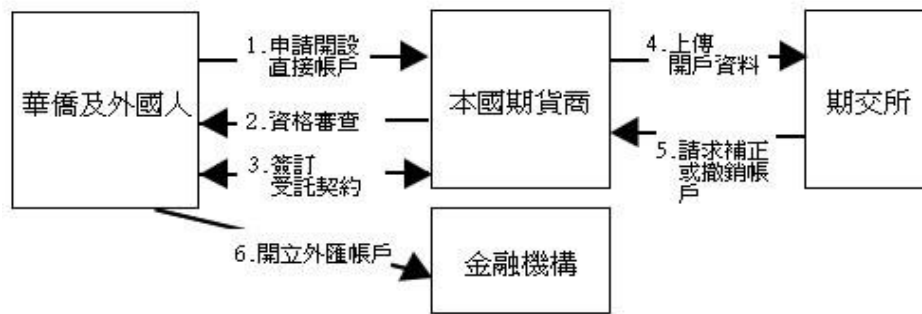 1.申請開設
直接帳戶
4.上傳
開戶資料
華僑及外國人
本國期貨商
期交所
2.資格審查
3.簽訂
受託契約
5.請求補正
或撤銷帳
戶
6.開立外匯帳戶
金融機構